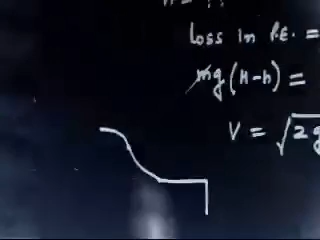 Loss in P.E. =
mg(H-h) =
V = √2g